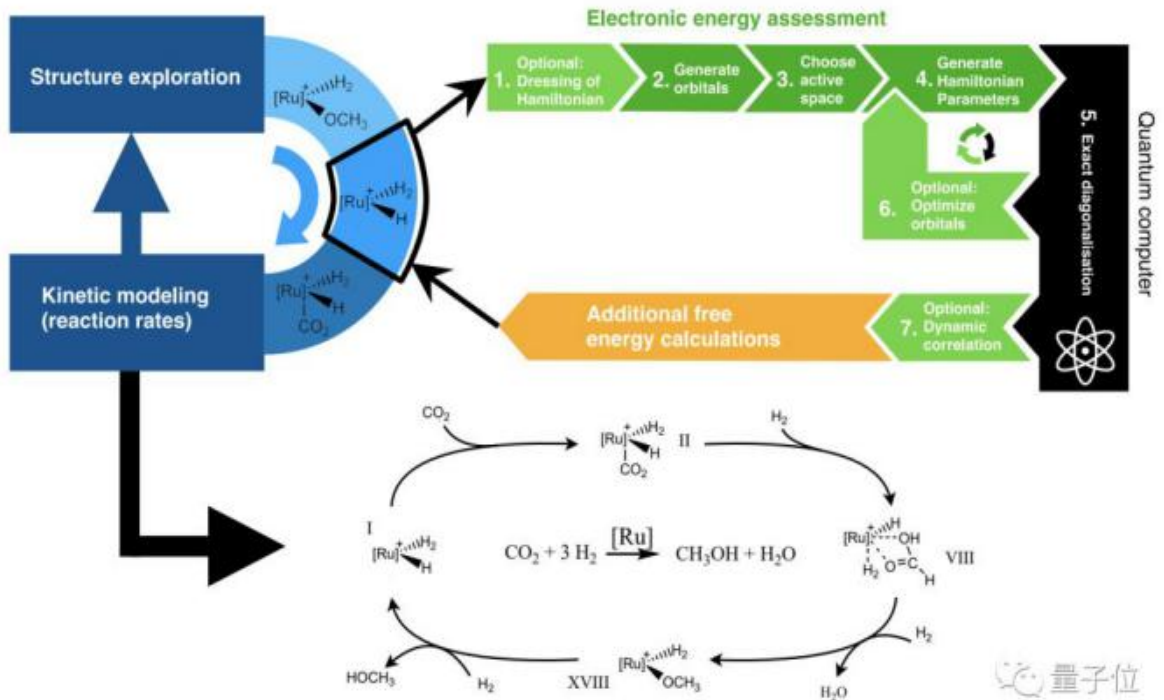 Electronic energy assessment
Structure exploration
[Ru]⁺ H₂
OCH₃
[Ru]⁺ H₂
H
[Ru]⁺ H₂
H
CO₂
Kinetic modeling
(reaction rates)
1. Optional:
Dressing of
Hamiltonian
2. Generate
orbitals
3. Choose
active
space
4. Generate
Hamiltonian
Parameters
5. Exact diagonalisation
Quantum computer
6. Optional:
Optimize
orbitals
7. Optional:
Dynamic
correlation
Additional free
energy calculations
CO₂
[Ru]⁺ H₂ II
H
CO₂
H₂
I
[Ru]⁺ H₂
H
CO₂ + 3 H₂ [Ru] CH₃OH + H₂O
[Ru]⁺ H
OH
H₂ O=C
H
VIII
H₂
H₂O
XVIII [Ru]⁺ H₂
OCH₃
H₂
HOCH₃
量子位